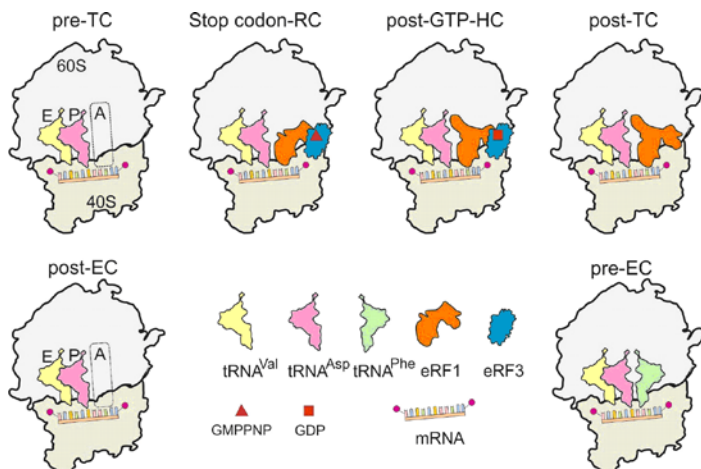 pre-TC
Stop codon-RC
post-GTP-HC
post-TC
60S
E P A
40S
post-EC
pre-EC
E P A
tRNAVal tRNAAsp tRNAPhe eRF1 eRF3
GMPPNP GDP mRNA